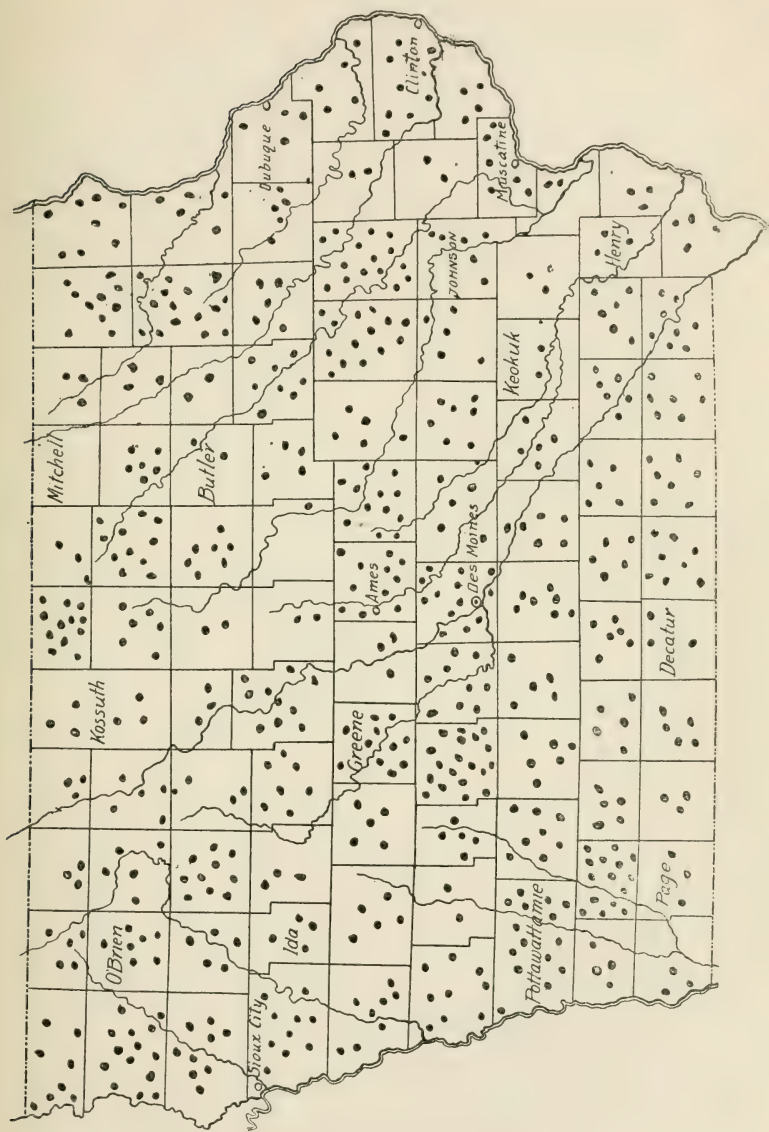 Mitchell
Kossuth
O'Brien
Butler
Dubuque
Sioux City
Ida
Greene
Ames
Clinton
JOHNSON
Muscatine
Des Moines
Pottawattamie
Keokuk
Henry
Page
Decatur